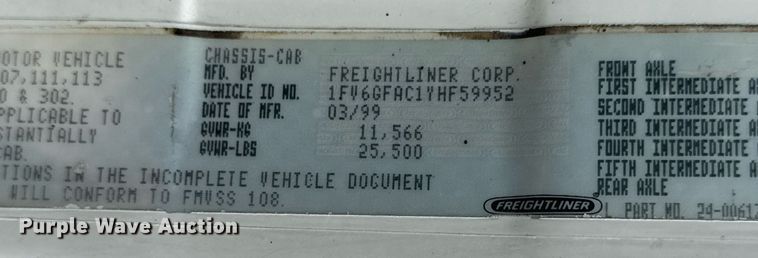 OTOR VEHICLE
07,111,113
O & 302.
PPLICABLE TO
STANTIALLY
CAB.
TIONS IN THE INCOMPLETE VEHICLE DOCUMENT
WILL CONFORM TO FMVSS 108.
CHASSIS-CAB
MFD. BY FREIGHTLINER CORP.
VEHICLE ID NO. 1FV6GFAC1YHF59952
DATE OF MFR. 03/99
GVWR-KG 11,566
GVWR-LBS 25,500
FREIGHTLINER
FRONT AXLE
FIRST INTERMEDIATE A
SECOND INTERMEDIATE
THIRD INTERMEDIATE A
FOURTH INTERMEDIATE
FIFTH INTERMEDIATE A
REAR AXLE
L PART NO. 24-00612
Purple Wave Auction